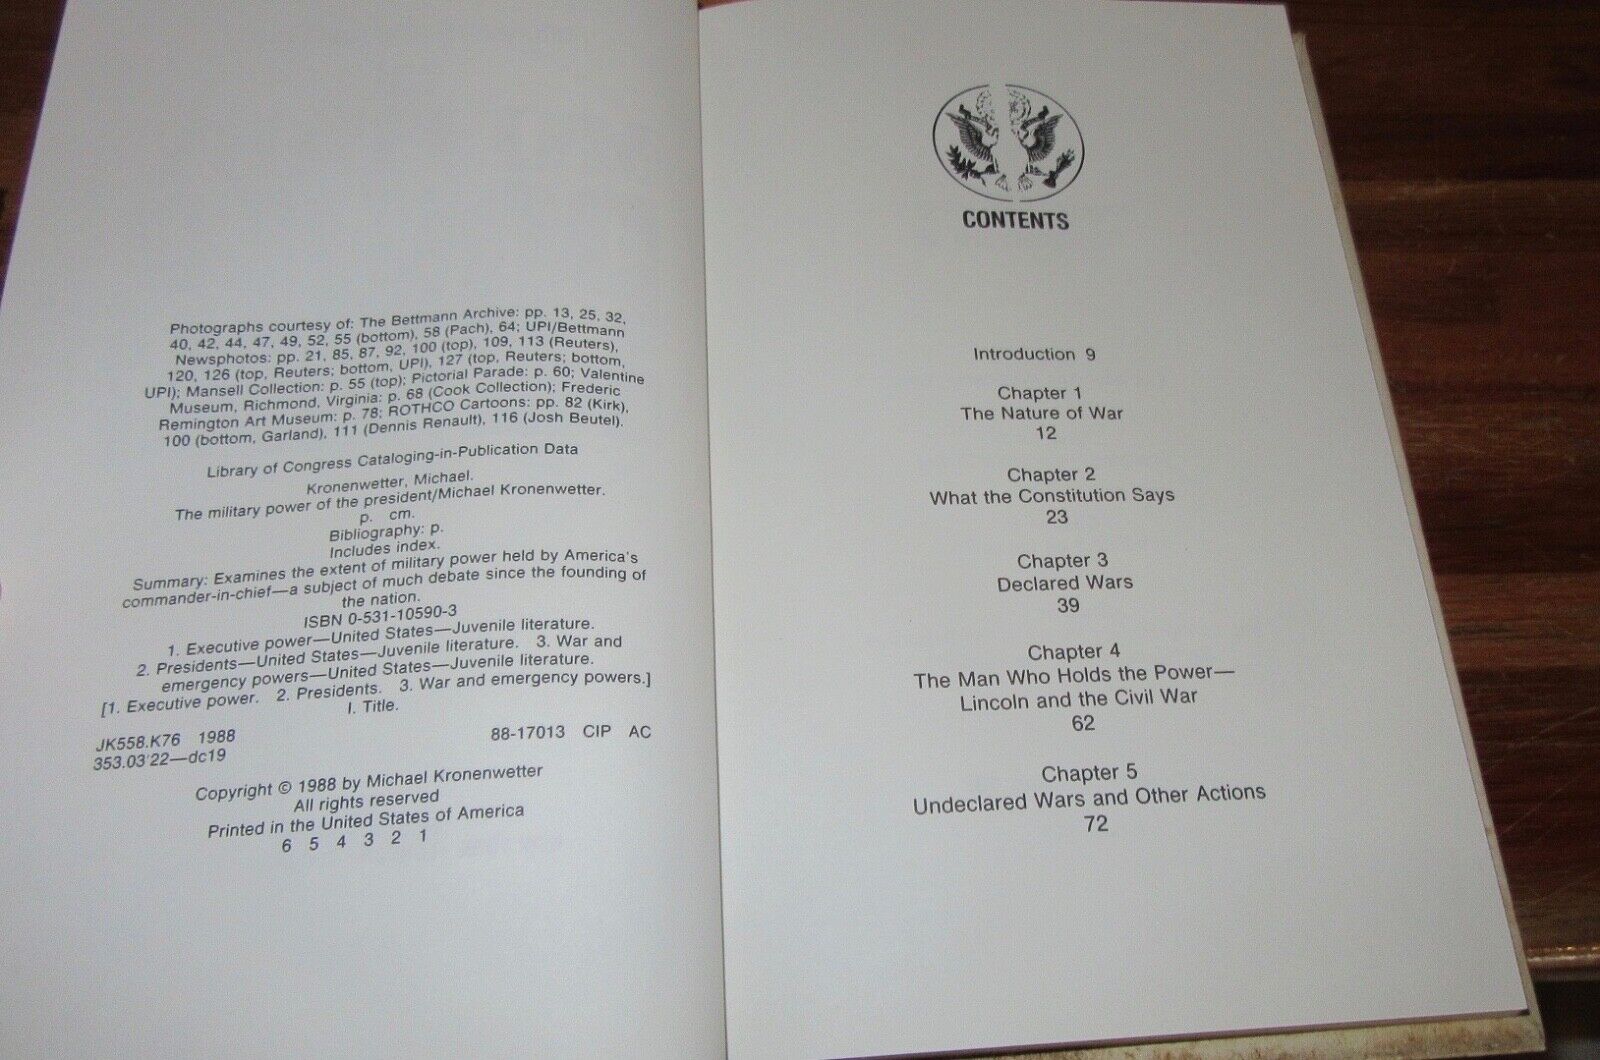 Photographs courtesy of: The Bettmann Archive: pp. 13, 25, 32,
40, 42, 44, 47, 49, 52, 55 (bottom), 58 (Pach), 64; UPI/Bettmann
Newsphotos: pp. 21, 85, 87, 92, 100 (top), 109, 113 (Reuters),
120, 126 (top, Reuters; bottom, UPI), 127 (top, Reuters; bottom,
UPI); Mansell Collection: p. 55 (top); Pictorial Parade: p. 60; Valentine
Museum, Richmond, Virginia: p. 68 (Cook Collection); Frederic
Remington Art Museum: p. 78; ROTHCO Cartoons: pp. 82 (Kirk),
100 (bottom, Garland), 111 (Dennis Renault), 116 (Josh Beutel).
Library of Congress Cataloging-in-Publication Data
Kronenwetter, Michael.
The military power of the president/Michael Kronenwetter.
p. cm.
Bibliography: p.
Includes index.
Summary: Examines the extent of military power held by America's
commander-in-chief—a subject of much debate since the founding of
the nation.
ISBN 0-531-10590-3
1. Executive power—United States—Juvenile literature.
2. Presidents—United States—Juvenile literature. 3. War and
emergency powers—United States—Juvenile literature.
[1. Executive power. 2. Presidents. 3. War and emergency powers.]
I. Title.
JK558.K76 1988 88-17013 CIP AC
353.03'22—dc19
Copyright © 1988 by Michael Kronenwetter
All rights reserved
Printed in the United States of America
6 5 4 3 2 1
CONTENTS
Introduction 9
Chapter 1
The Nature of War
12
Chapter 2
What the Constitution Says
23
Chapter 3
Declared Wars
39
Chapter 4
The Man Who Holds the Power—
Lincoln and the Civil War
62
Chapter 5
Undeclared Wars and Other Actions
72